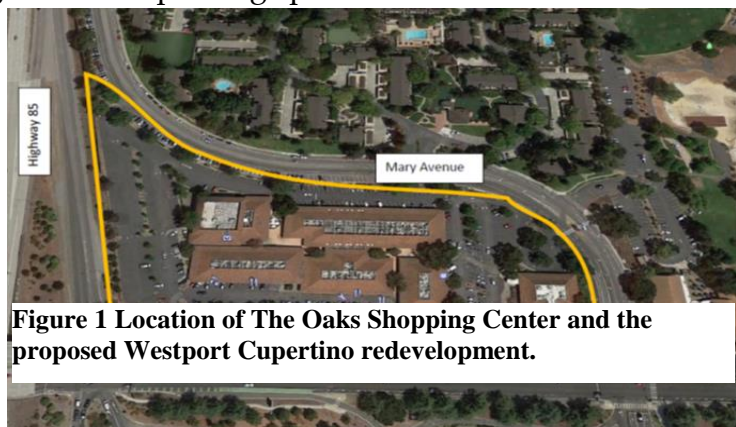 Highway 85
Mary Avenue
Figure 1 Location of The Oaks Shopping Center and the
proposed Westport Cupertino redevelopment.